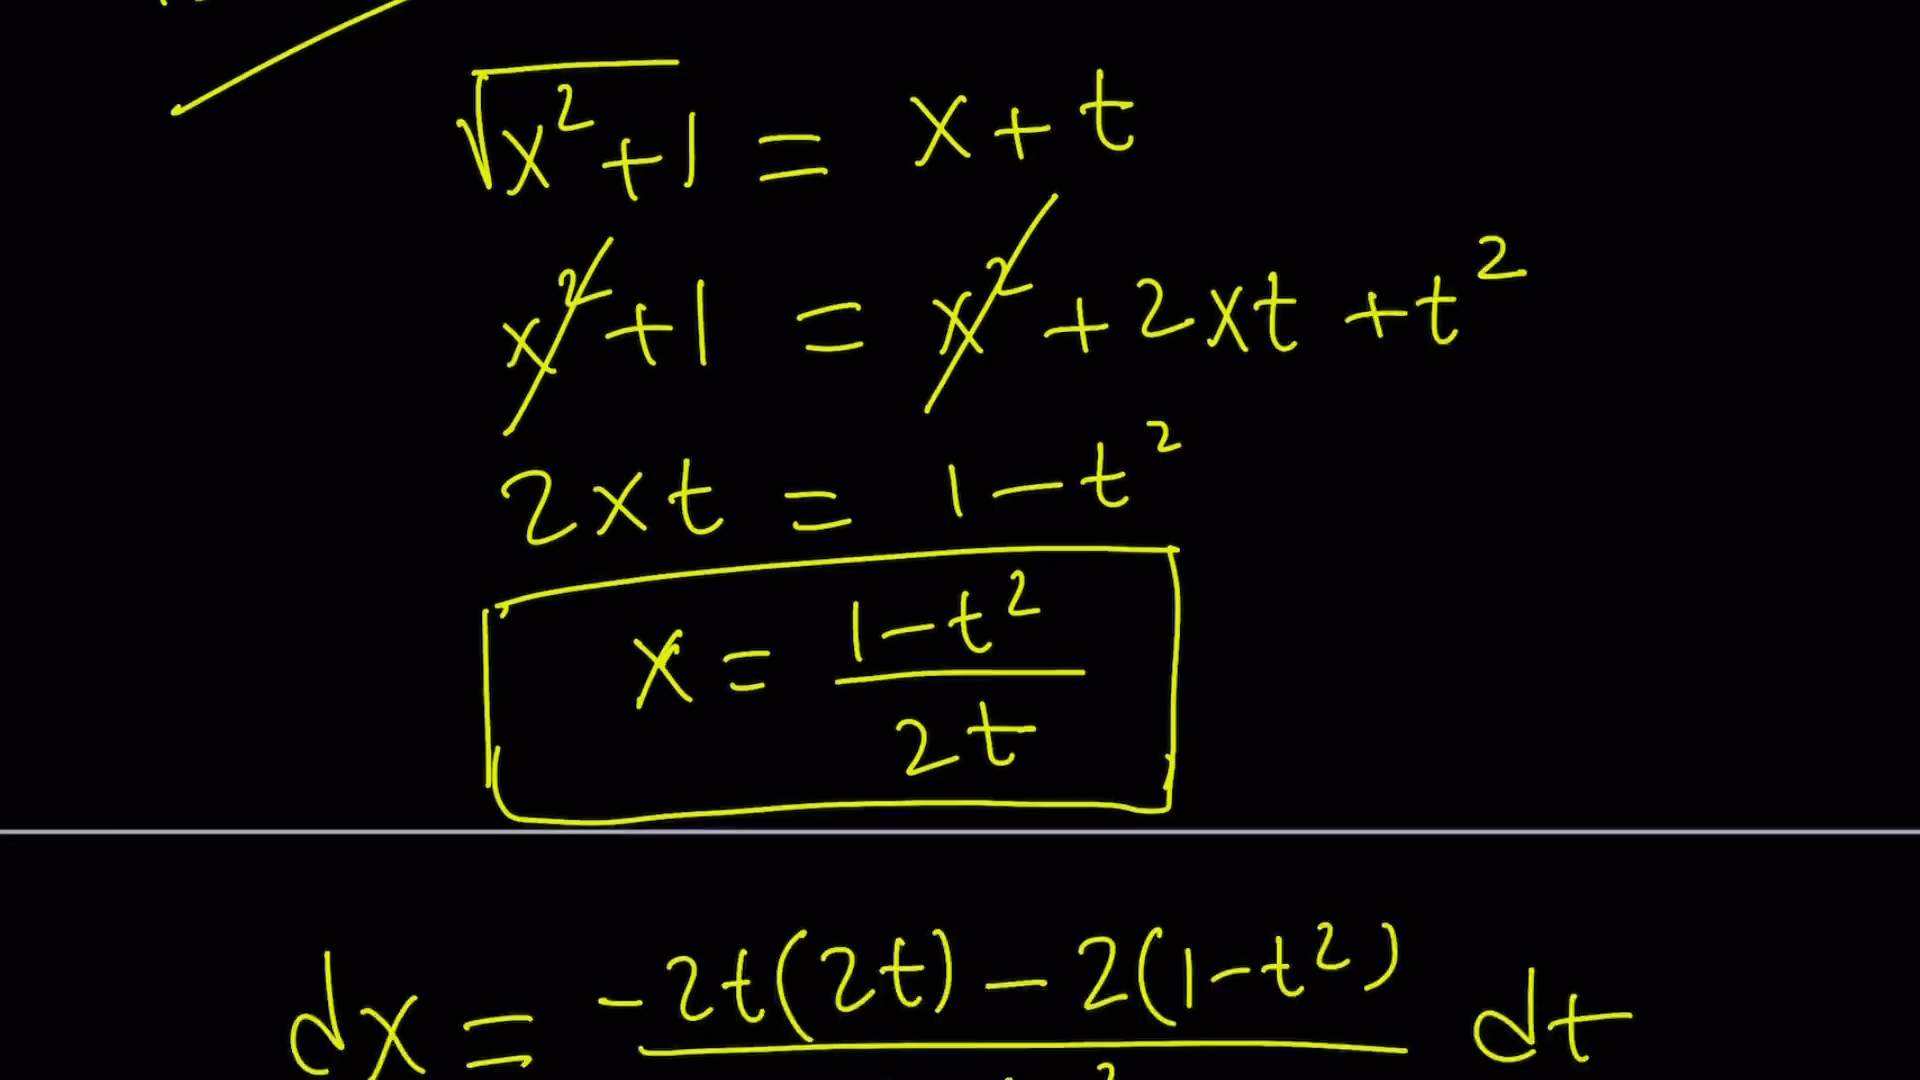 √(x²+1) = x+t
x²+1 = x²+2xt+t²
2xt = 1-t²
x = (1-t²)/(2t)
dx = (-2t(2t)-2(1-t²))/ dt